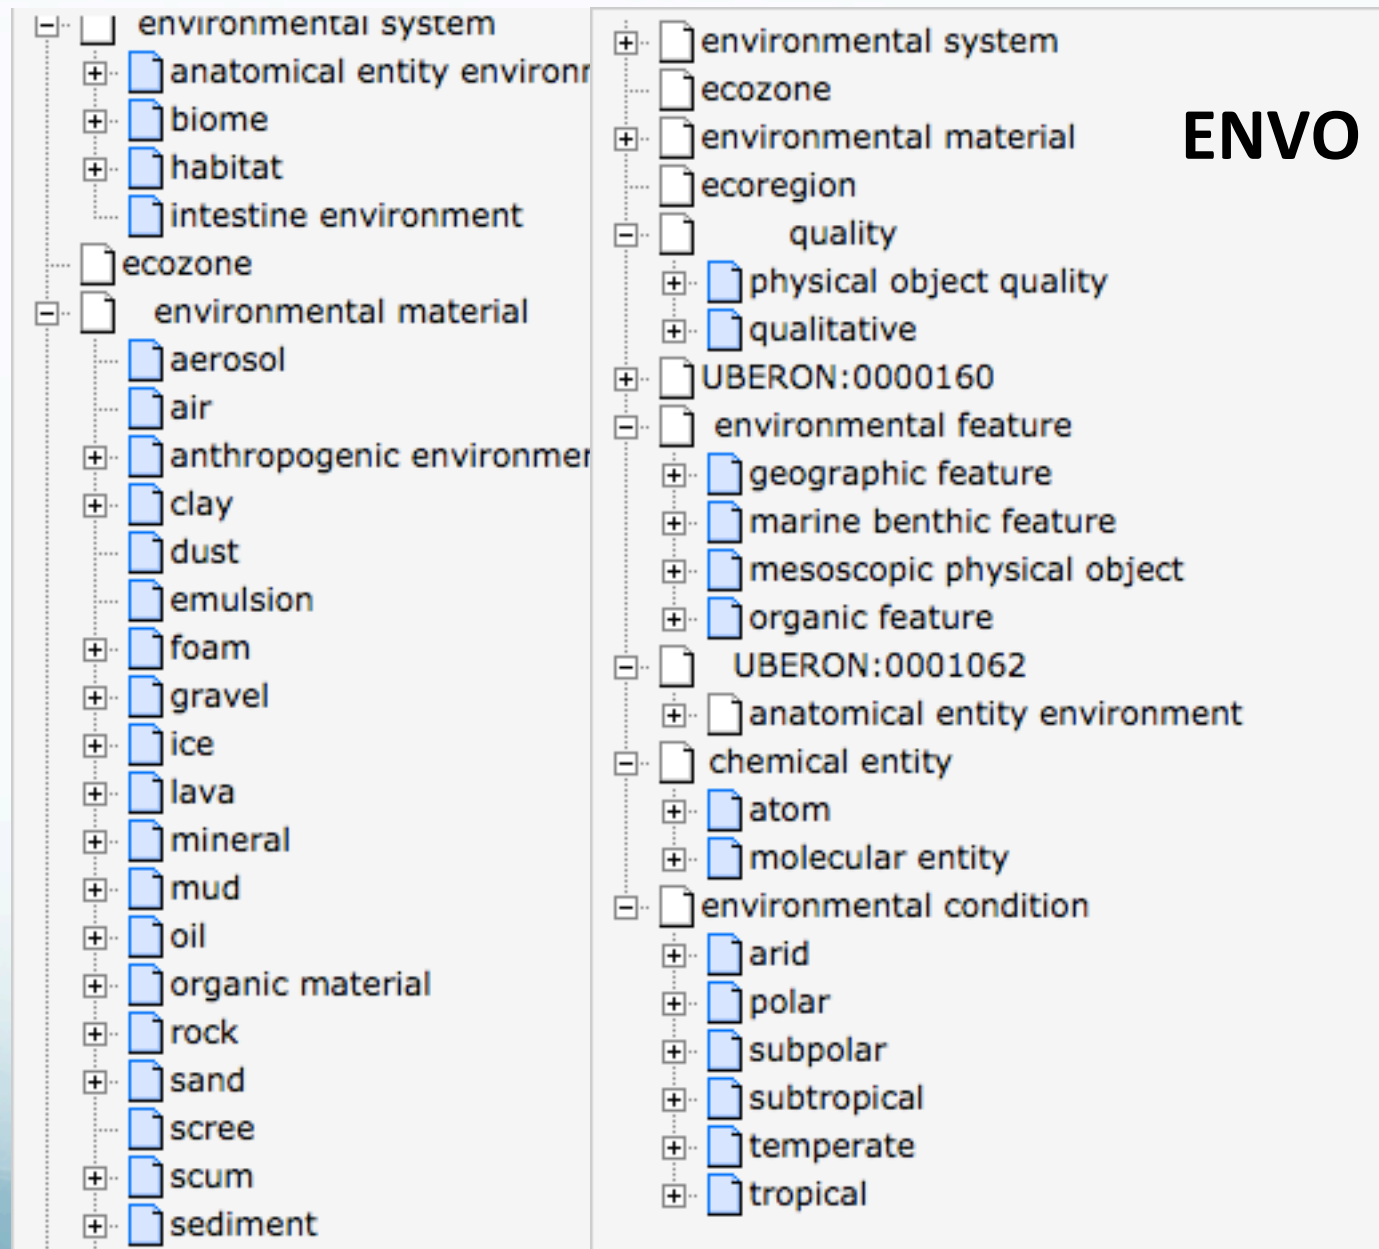 environmental system
anatomical entity environ
biome
habitat
intestine environment
ecozone
environmental material
aerosol
air
anthropogenic environme
clay
dust
emulsion
foam
gravel
ice
lava
mineral
mud
oil
organic material
rock
sand
scree
scum
sediment
environmental system
ecozone
environmental material
ecoregion
quality
physical object quality
qualitative
UBERON:0000160
environmental feature
geographic feature
marine benthic feature
mesoscopic physical object
organic feature
UBERON:0001062
anatomical entity environment
chemical entity
atom
molecular entity
environmental condition
arid
polar
subpolar
subtropical
temperate
tropical
ENVO